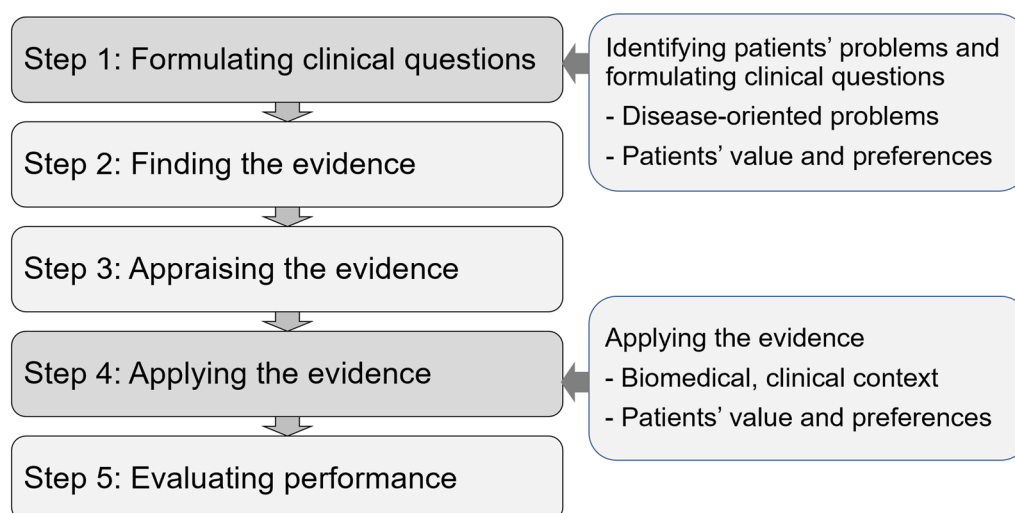 Step 1: Formulating clinical questions
Identifying patients’ problems and
formulating clinical questions
- Disease-oriented problems
- Patients’ value and preferences
Step 2: Finding the evidence
Step 3: Appraising the evidence
Step 4: Applying the evidence
Applying the evidence
- Biomedical, clinical context
- Patients’ value and preferences
Step 5: Evaluating performance